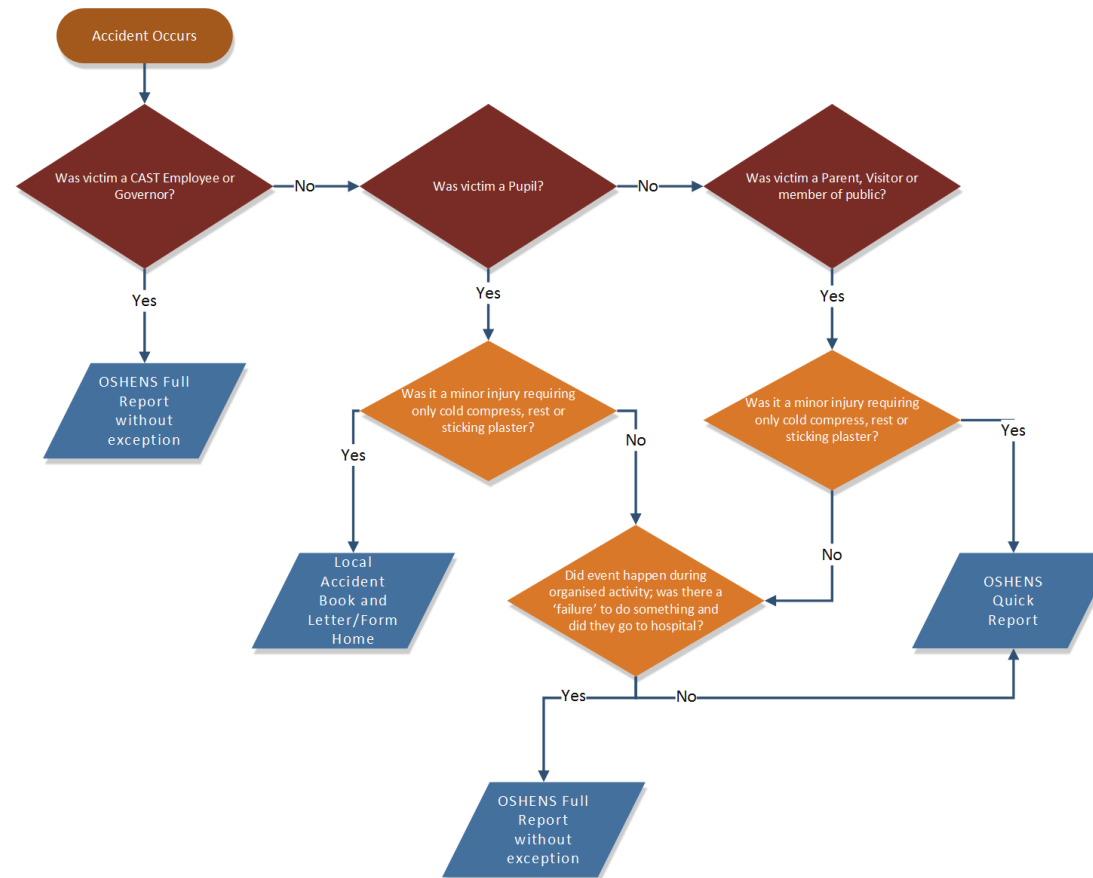 Accident Occurs
Was victim a CAST Employee or
Governor?
No
Was victim a Pupil?
No
Was victim a Parent, Visitor or
member of public?
Yes
Yes
Yes
OSHENS Full
Report
without
exception
Was it a minor injury requiring
only cold compress, rest or
sticking plaster?
Was it a minor injury requiring
only cold compress, rest or
sticking plaster?
Yes
No
Yes
No
Local
Accident
Book and
Letter/Form
Home
Did event happen during
organised activity; was there a
‘failure’ to do something and
did they go to hospital?
OSHENS
Quick
Report
Yes
No
OSHENS Full
Report
without
exception